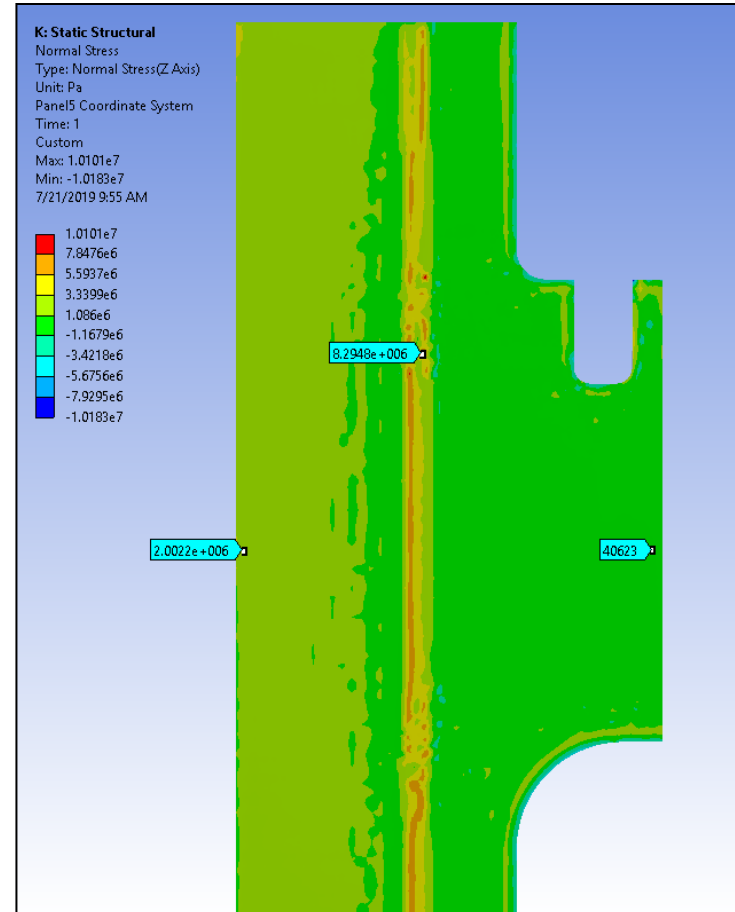 K: Static Structural
Normal Stress
Type: Normal Stress(Z Axis)
Unit: Pa
Panel5 Coordinate System
Time: 1
Custom
Max: 1.0101e7
Min: -1.0183e7
7/21/2019 9:55 AM
1.0101e7
7.8476e6
5.5937e6
3.3399e6
1.086e6
-1.1679e6
-3.4218e6
-5.6756e6
-7.9295e6
-1.0183e7
8.2948e+006
2.0022e+006
40623